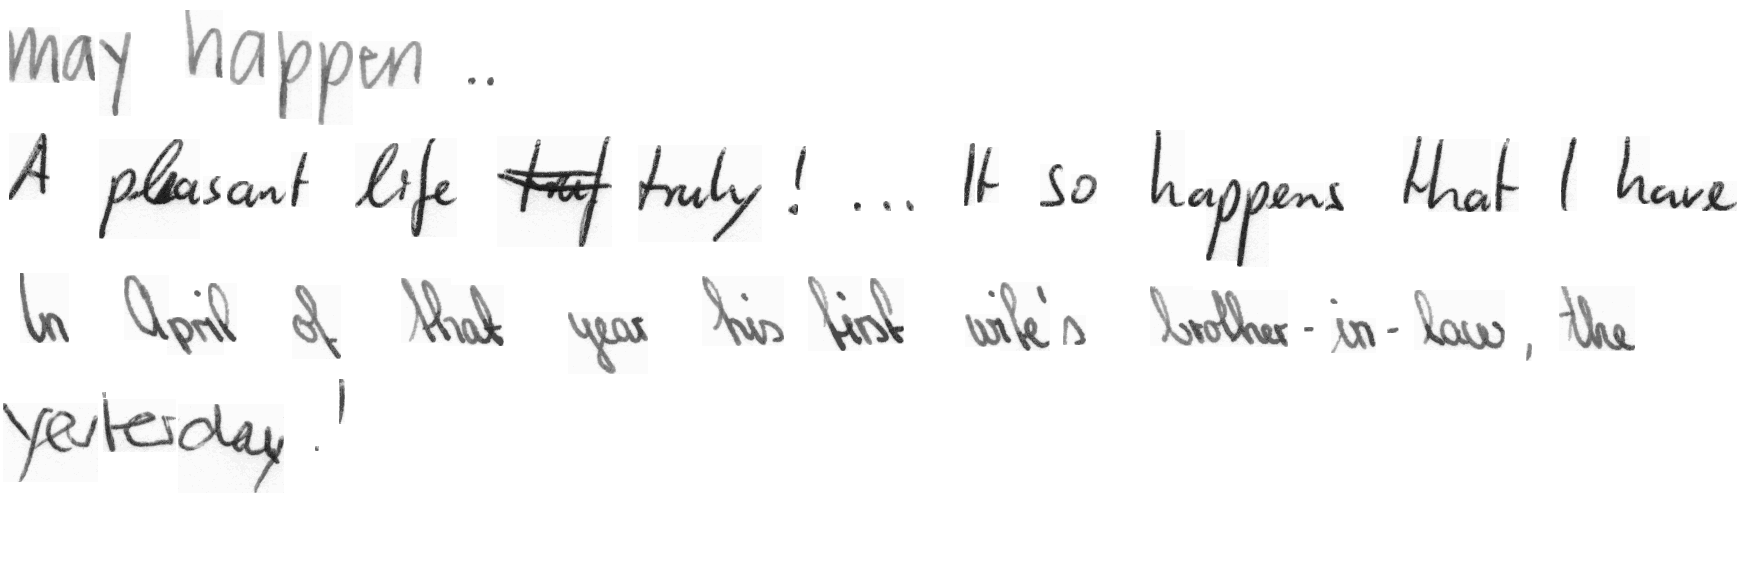 may happen ..
A pleasant life truly! ... It so happens that I have
In April of that year his first wife's brother-in-law, the
yesterday.'